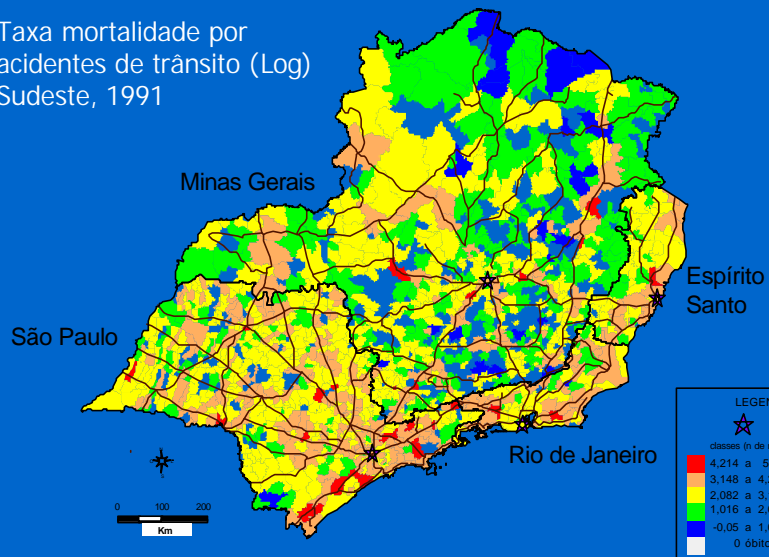 Taxa mortalidade por
acidentes de trânsito (Log)
Sudeste, 1991
Minas Gerais
Espírito
Santo
São Paulo
Rio de Janeiro
0 100 200
Km
LEGEN
classes (n de
4,214 a 5
3,148 a 4,
2,082 a 3,
1,016 a 2,
-0,05 a 1,
0 óbito